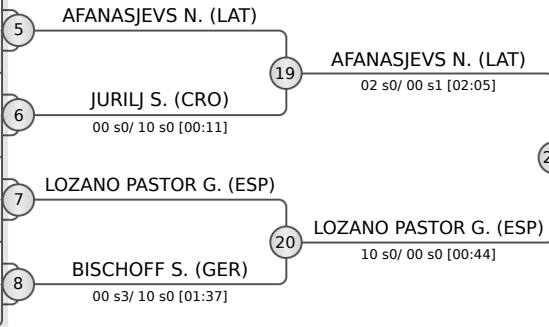 5
AFANASJEVS N. (LAT)
19
AFANASJEVS N. (LAT)
02 s0/ 00 s1 [02:05]
6
JURILJ S. (CRO)
00 s0/ 10 s0 [00:11]
2
7
LOZANO PASTOR G. (ESP)
20
LOZANO PASTOR G. (ESP)
10 s0/ 00 s0 [00:44]
8
BISCHOFF S. (GER)
00 s3/ 10 s0 [01:37]